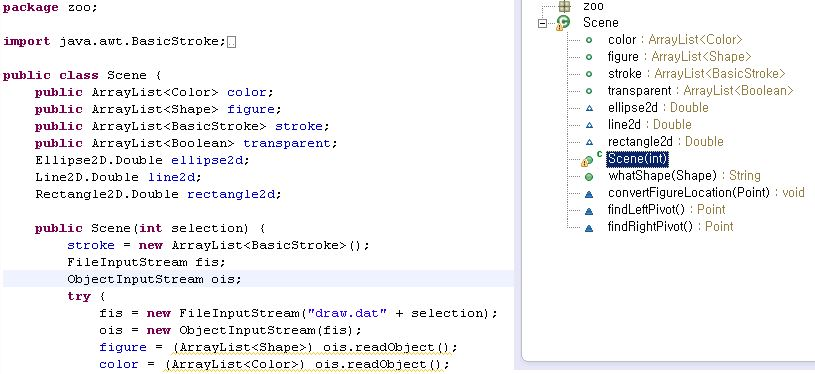 package zoo;
import java.awt.BasicStroke;
public class Scene {
public ArrayList<Color> color;
public ArrayList<Shape> figure;
public ArrayList<BasicStroke> stroke;
public ArrayList<Boolean> transparent;
Ellipse2D.Double ellipse2d;
Line2D.Double line2d;
Rectangle2D.Double rectangle2d;
public Scene(int selection) {
stroke = new ArrayList<BasicStroke>();
FileInputStream fis;
ObjectInputStream ois;
try {
fis = new FileInputStream("draw.dat" + selection);
ois = new ObjectInputStream(fis);
figure = (ArrayList<Shape>) ois.readObject();
color = (ArrayList<Color>) ois.readObject();
zoo
Scene
color : ArrayList<Color>
figure : ArrayList<Shape>
stroke : ArrayList<BasicStroke>
transparent : ArrayList<Boolean>
ellipse2d : Double
line2d : Double
rectangle2d : Double
Scene(int)
whatShape(Shape) : String
convertFigureLocation(Point) : void
findLeftPivot() : Point
findRightPivot() : Point